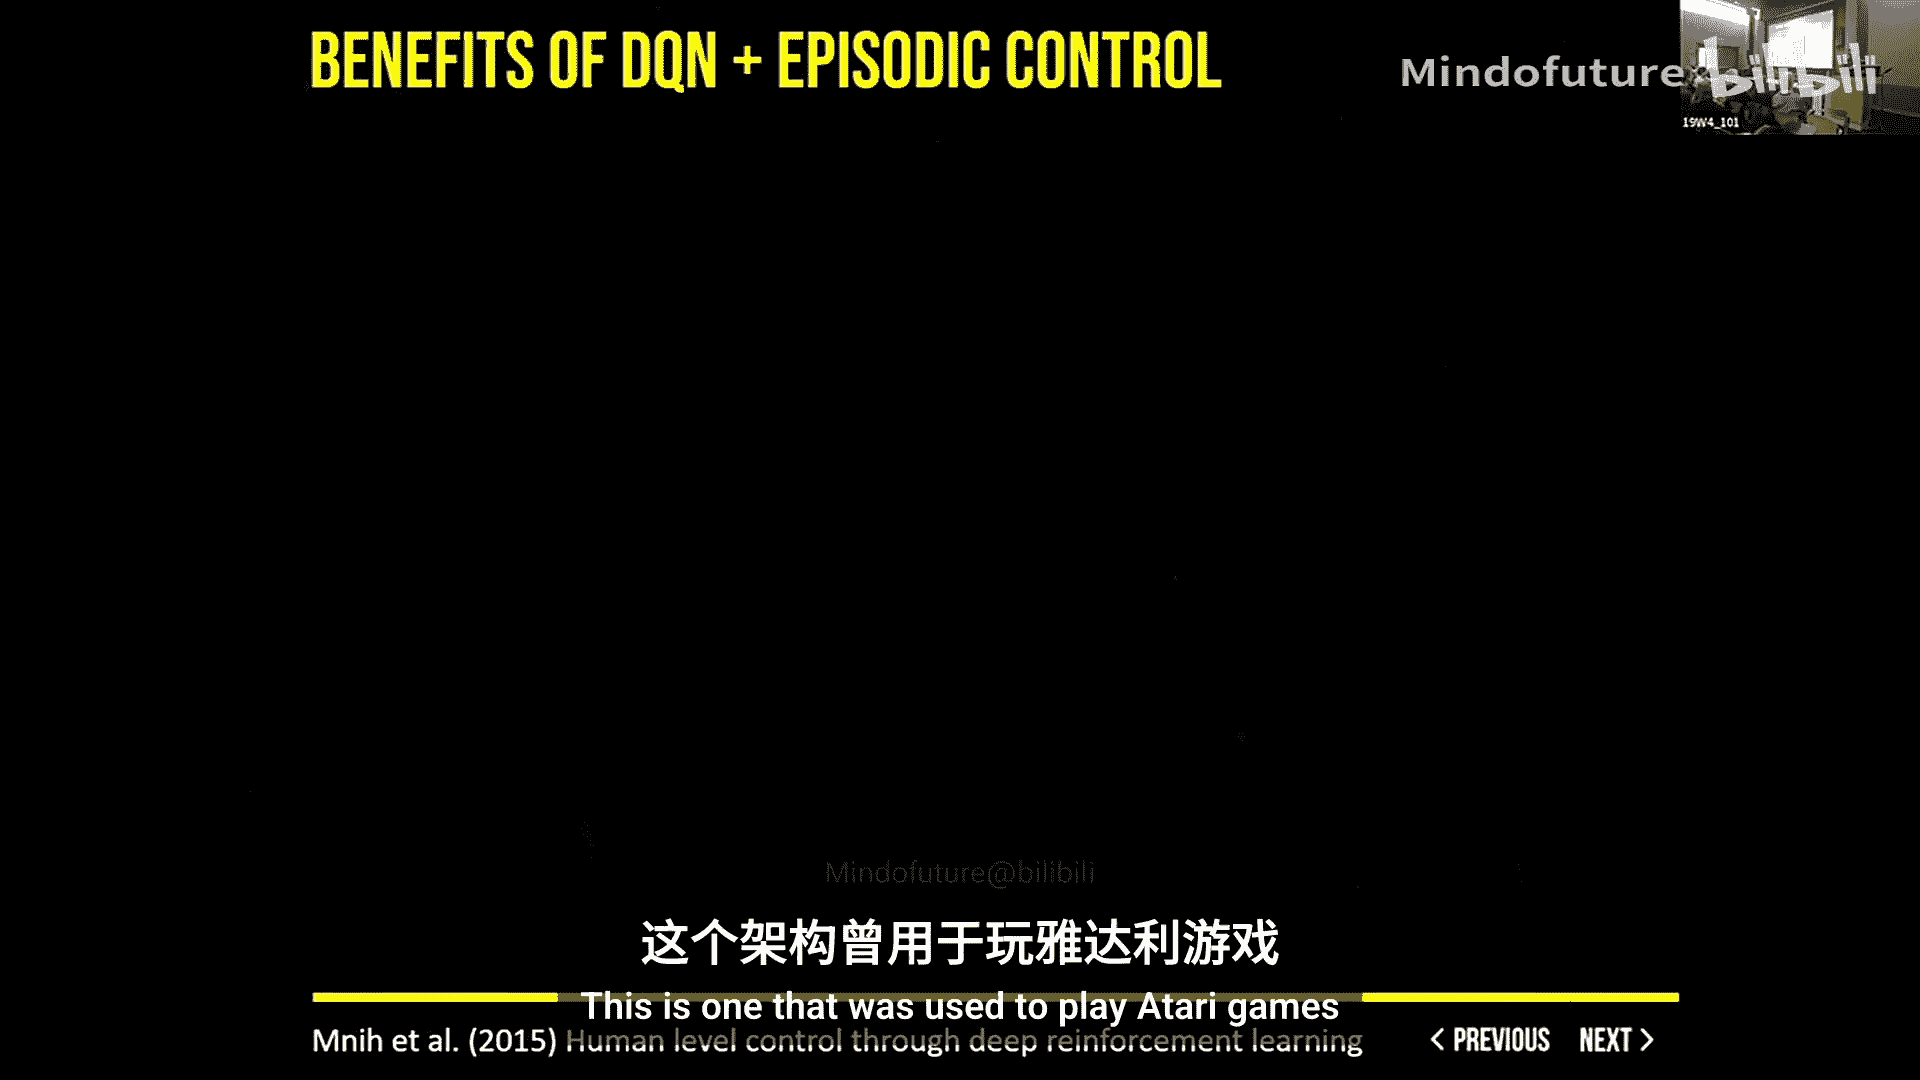 BENEFITS OF DQN + EPISODIC CONTROL
Mindofuture
bilibili
19W4_101
Mindofuture@bilibili
这个架构曾用于玩雅达利游戏
This is one that was used to play Atari games
Mnih et al. (2015) Human level control through deep reinforcement learning
< PREVIOUS NEXT >